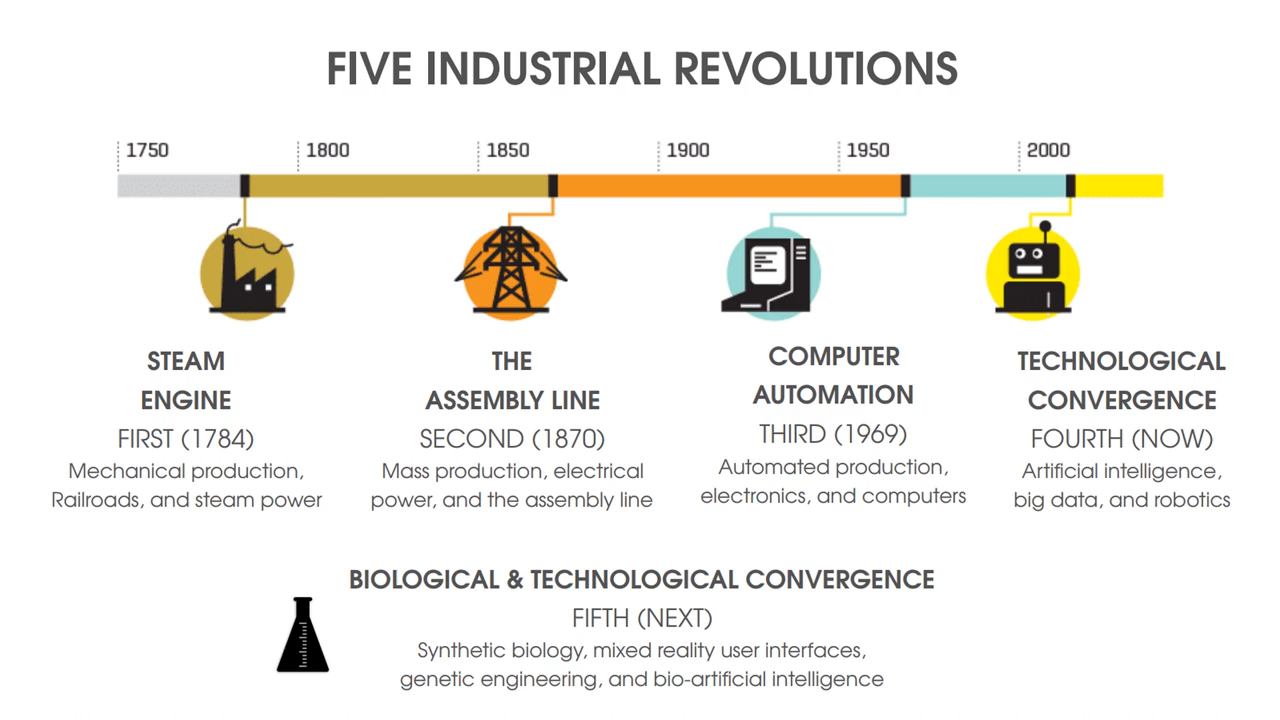 FIVE INDUSTRIAL REVOLUTIONS
1750 1800 1850 1900 1950 2000
STEAM
ENGINE
FIRST (1784)
Mechanical production,
Railroads, and steam power
THE
ASSEMBLY LINE
SECOND (1870)
Mass production, electrical
power, and the assembly line
COMPUTER
AUTOMATION
THIRD (1969)
Automated production,
electronics, and computers
TECHNOLOGICAL
CONVERGENCE
FOURTH (NOW)
Artificial intelligence,
big data, and robotics
BIOLOGICAL & TECHNOLOGICAL CONVERGENCE
FIFTH (NEXT)
Synthetic biology, mixed reality user interfaces,
genetic engineering, and bio-artificial intelligence